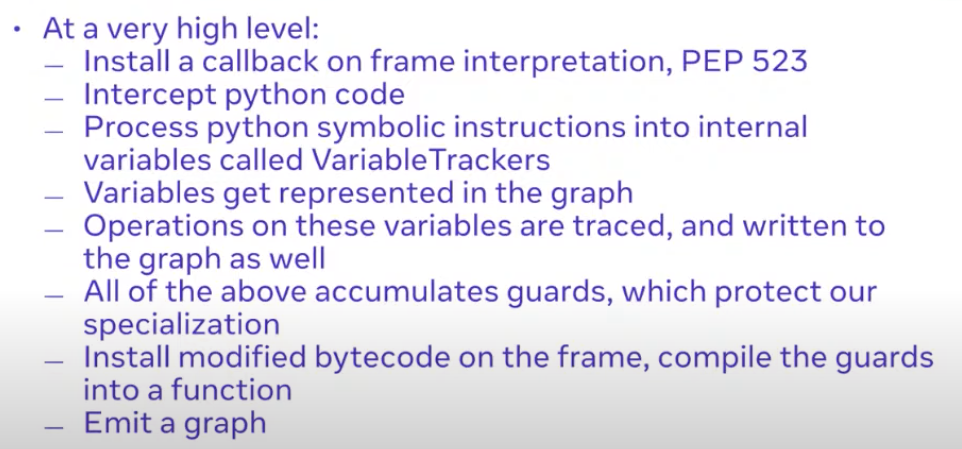 • At a very high level:
— Install a callback on frame interpretation, PEP 523
— Intercept python code
— Process python symbolic instructions into internal
variables called VariableTrackers
— Variables get represented in the graph
— Operations on these variables are traced, and written to
the graph as well
— All of the above accumulates guards, which protect our
specialization
— Install modified bytecode on the frame, compile the guards
into a function
— Emit a graph